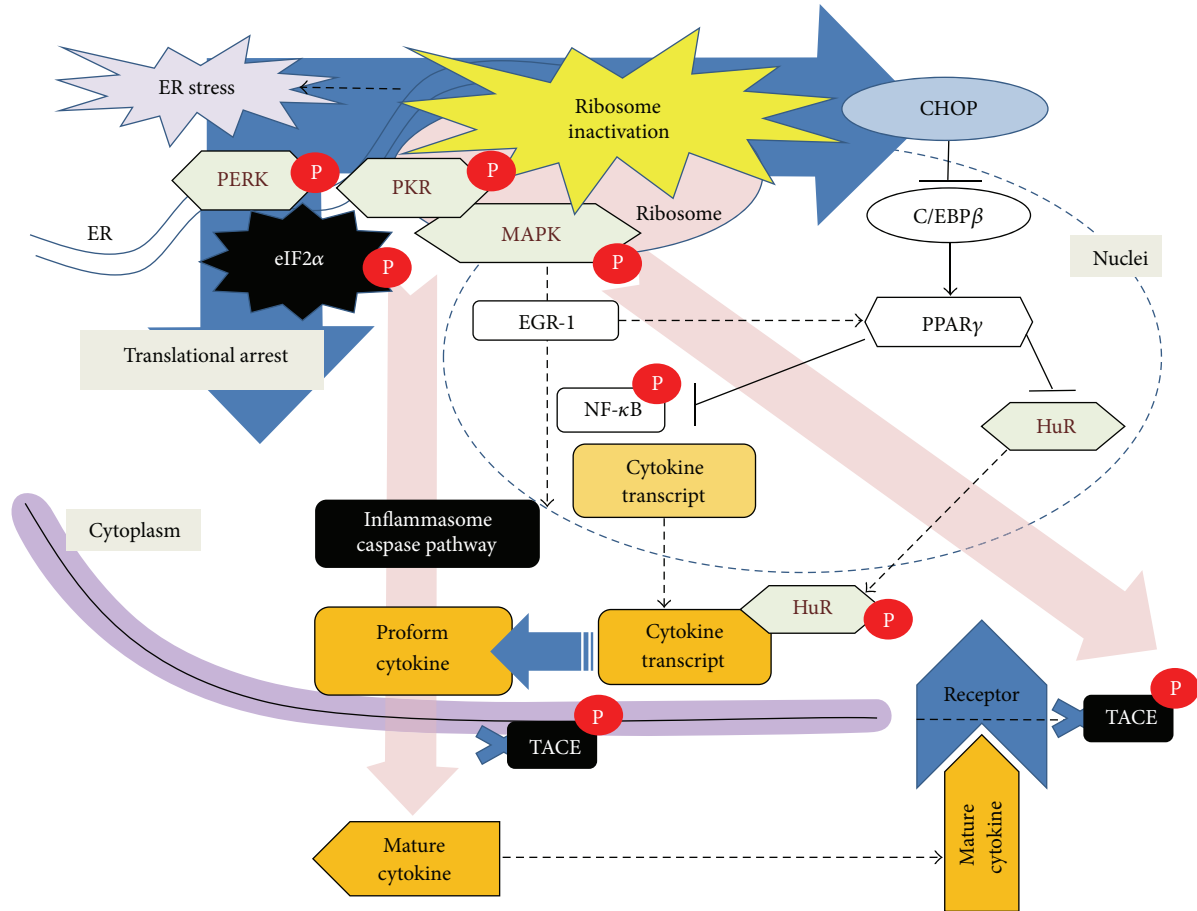 ER stress
Ribosome
inactivation
CHOP
PERK
P
PKR
P
Ribosome
C/EBPβ
ER
MAPK
eIF2α
P
P
Nuclei
EGR-1
PPARγ
Translational arrest
P
NF-κB
HuR
Cytokine
transcript
Cytoplasm
Inflammasome
caspase pathway
HuR
P
Proform
cytokine
Cytokine
transcript
P
Receptor
P
TACE
TACE
Mature
cytokine
Mature
cytokine